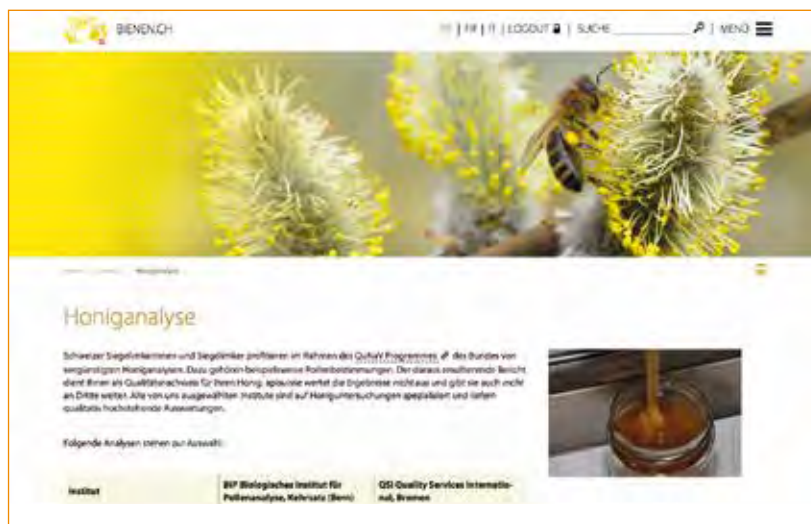 BIENEN.CH
| FR | IT | LOGOUT | SUCHE | MENÜ
Honiganalyse
Honiganalyse
Schweizer Siegelimkerinnen und Siegelimker profitieren im Rahmen des QuNaV Programmes des Bundes von
vergünstigten Honiganalysen. Dazu gehören beispielsweise Pollenbestimmungen. Der daraus resultierende Bericht
dient Ihnen als Qualitätsnachweis für Ihren Honig. apisuisse wertet die Ergebnisse nicht aus und gibt sie auch nicht
an Dritte weiter. Alle von uns ausgewählten Institute sind auf Honiguntersuchungen spezialisiert und liefern
qualitativ hochstehende Auswertungen.
Folgende Analysen stehen zur Auswahl:
Institut
BIP Biologisches Institut für
Pollenanalyse, Kehrsatz (Bern)
QSI Quality Services Internatio-
nal, Bremen